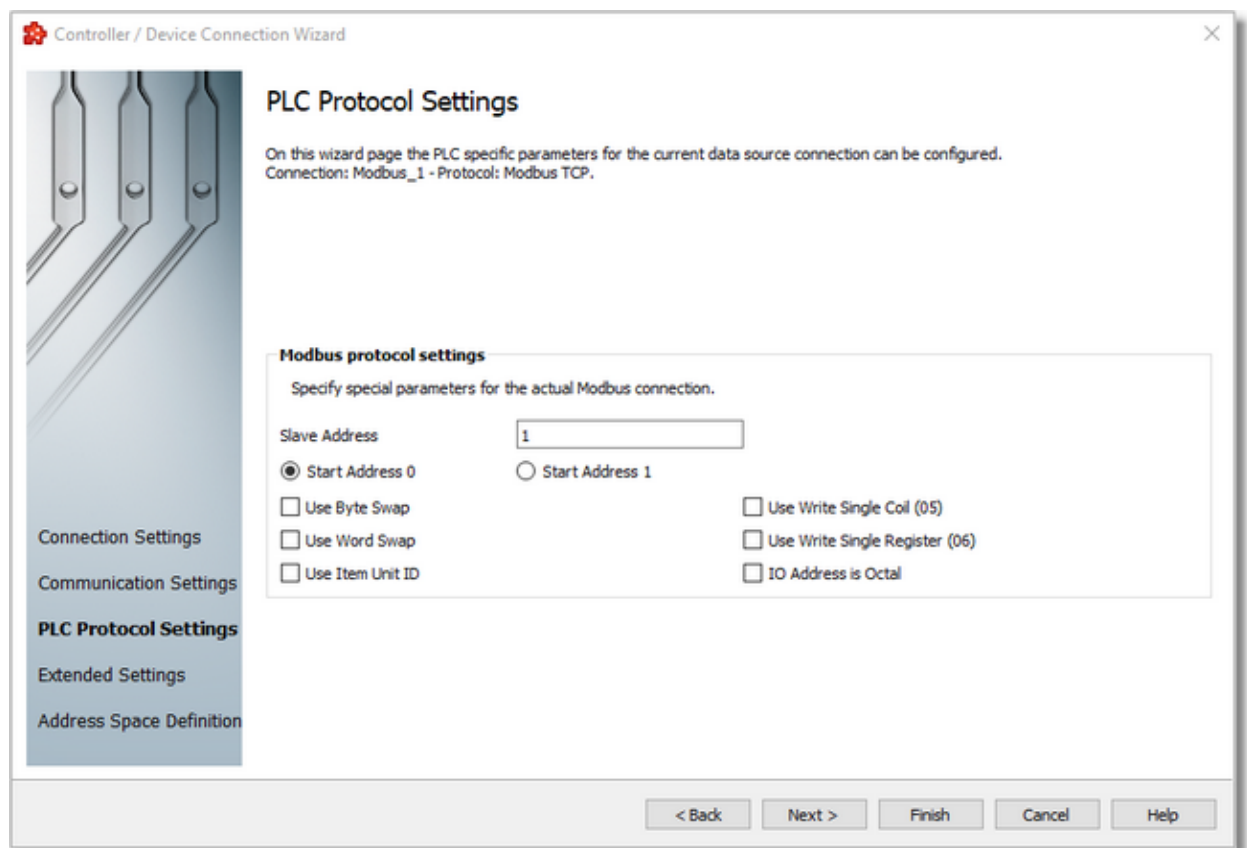 Controller / Device Connection Wizard
PLC Protocol Settings
On this wizard page the PLC specific parameters for the current data source connection can be configured.
Connection: Modbus_1 - Protocol: Modbus TCP.
Modbus protocol settings
Specify special parameters for the actual Modbus connection.
Slave Address 1
Start Address 0 Start Address 1
Use Byte Swap Use Write Single Coil (05)
Use Word Swap Use Write Single Register (06)
Use Item Unit ID IO Address is Octal
Connection Settings
Communication Settings
PLC Protocol Settings
Extended Settings
Address Space Definition
< Back Next > Finish Cancel Help